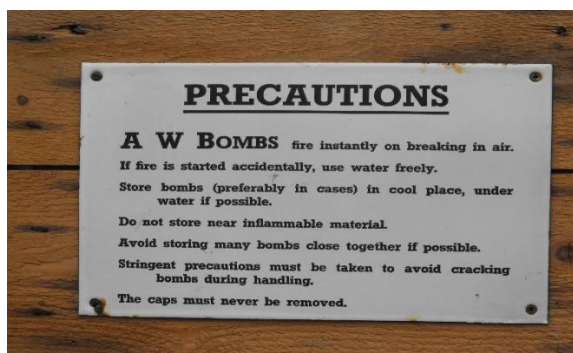 PRECAUTIONS
A W BOMBS fire instantly on breaking in air.
If fire is started accidentally, use water freely.
Store bombs (preferably in cases) in cool place, under
water if possible.
Do not store near inflammable material.
Avoid storing many bombs close together if possible.
Stringent precautions must be taken to avoid cracking
bombs during handling.
The caps must never be removed.